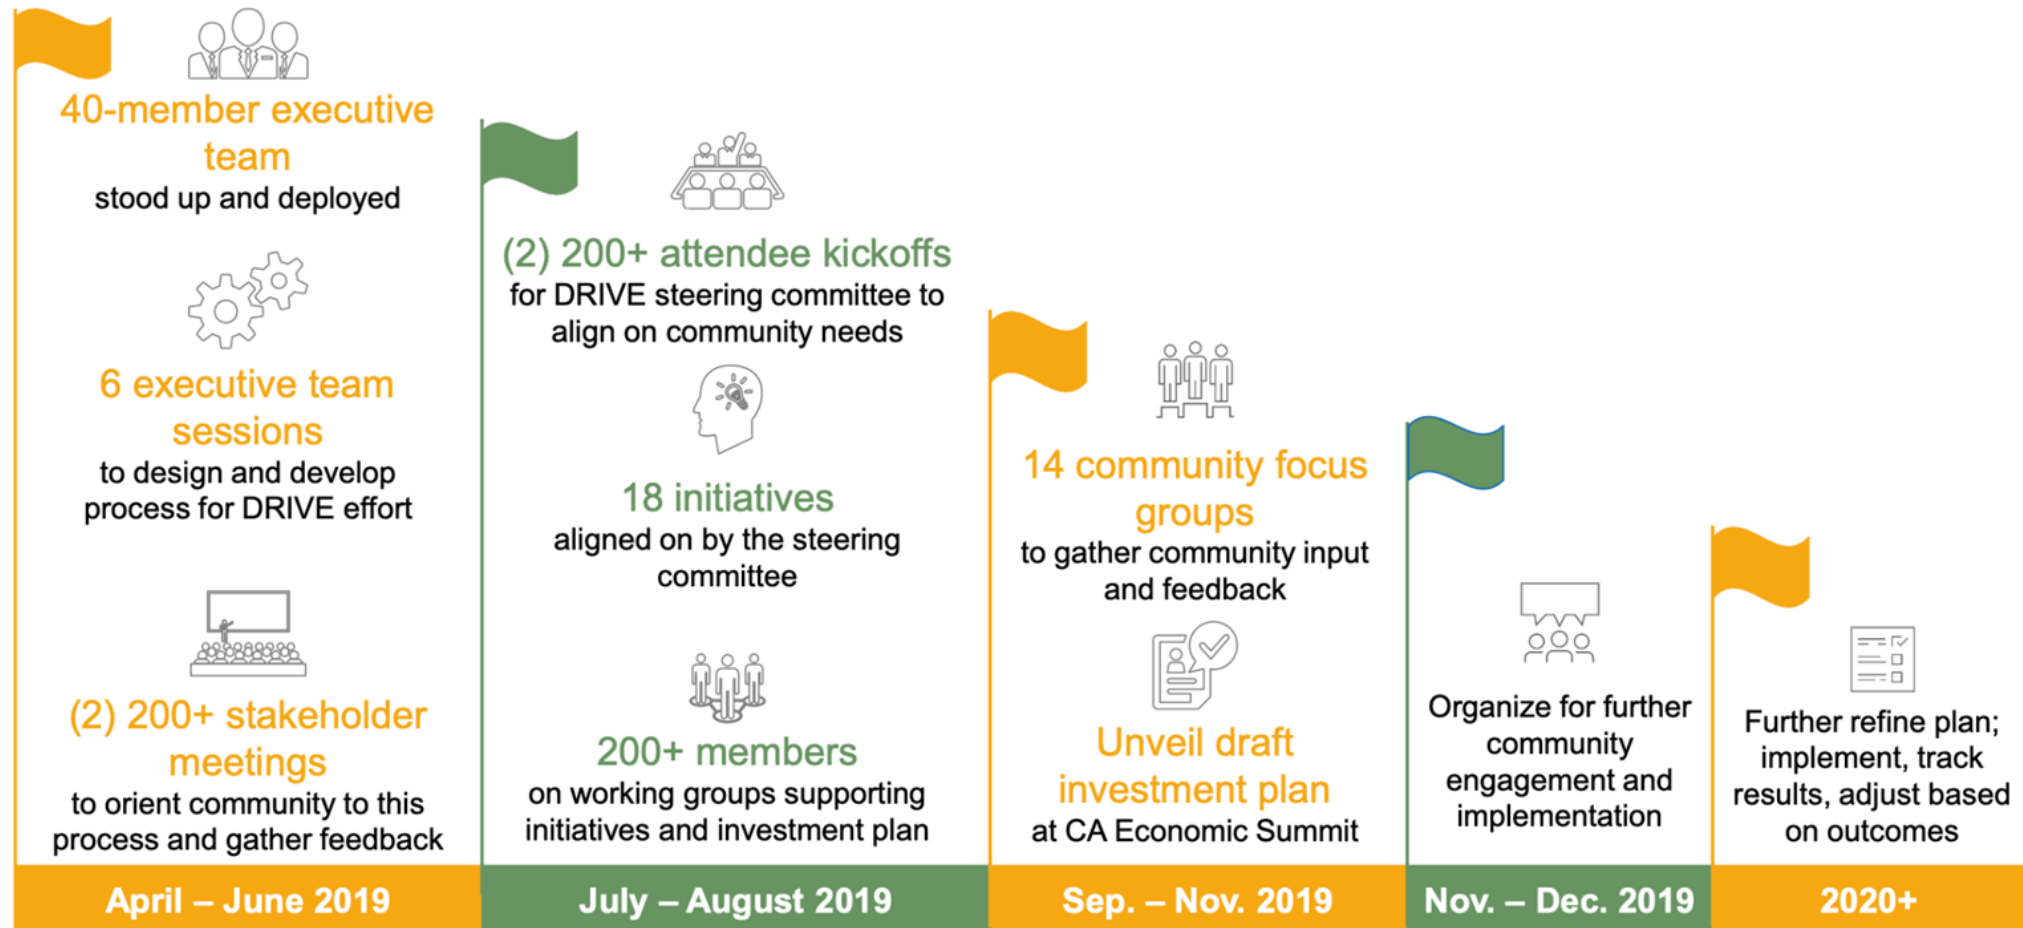 40-member executive
team
stood up and deployed
6 executive team
sessions
to design and develop
process for DRIVE effort
(2) 200+ stakeholder
meetings
to orient community to this
process and gather feedback
April – June 2019
(2) 200+ attendee kickoffs
for DRIVE steering committee to
align on community needs
18 initiatives
aligned on by the steering
committee
200+ members
on working groups supporting
initiatives and investment plan
July – August 2019
14 community focus
groups
to gather community input
and feedback
Unveil draft
investment plan
at CA Economic Summit
Sep. – Nov. 2019
Organize for further
community
engagement and
implementation
Nov. – Dec. 2019
Further refine plan;
implement, track
results, adjust based
on outcomes
2020+